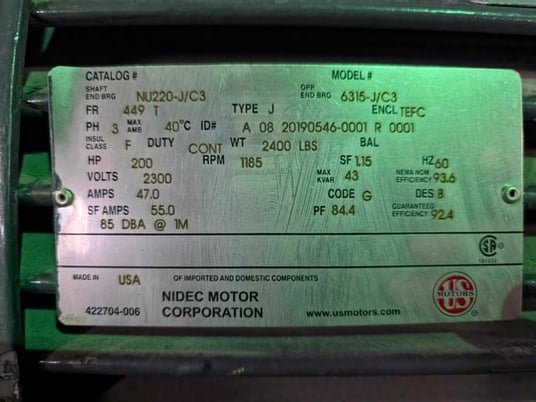 CATALOG # MODEL #
SHAFT END BRG NU220-J/C3 OPP END BRG 6315-J/C3
FR 449 T TYPE J ENCL TEFC
PH 3 MAX AMB 40°C ID# A 08 20190546-0001 R 0001
INSUL CLASS F DUTY CONT WT 2400 LBS BAL
HP 200 RPM 1185 SF 1.15 HZ 60
VOLTS 2300 MAX KVAR 43 NEMA-NOM EFFICIENCY 93.6
AMPS 47.0 CODE G DES B
SF AMPS 55.0 PF 84.4 GUARANTEED EFFICIENCY 92.4
85 DBA @ 1M
MADE IN USA OF IMPORTED AND DOMESTIC COMPONENTS
NIDEC MOTOR
422704-006 CORPORATION www.usmotors.com
US MOTORS